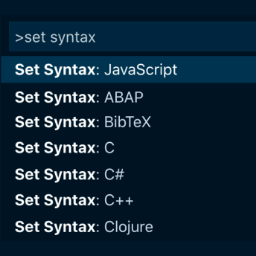 >set syntax
Set Syntax: JavaScript
Set Syntax: ABAP
Set Syntax: BibTeX
Set Syntax: C
Set Syntax: C#
Set Syntax: C++
Set Syntax: Clojure